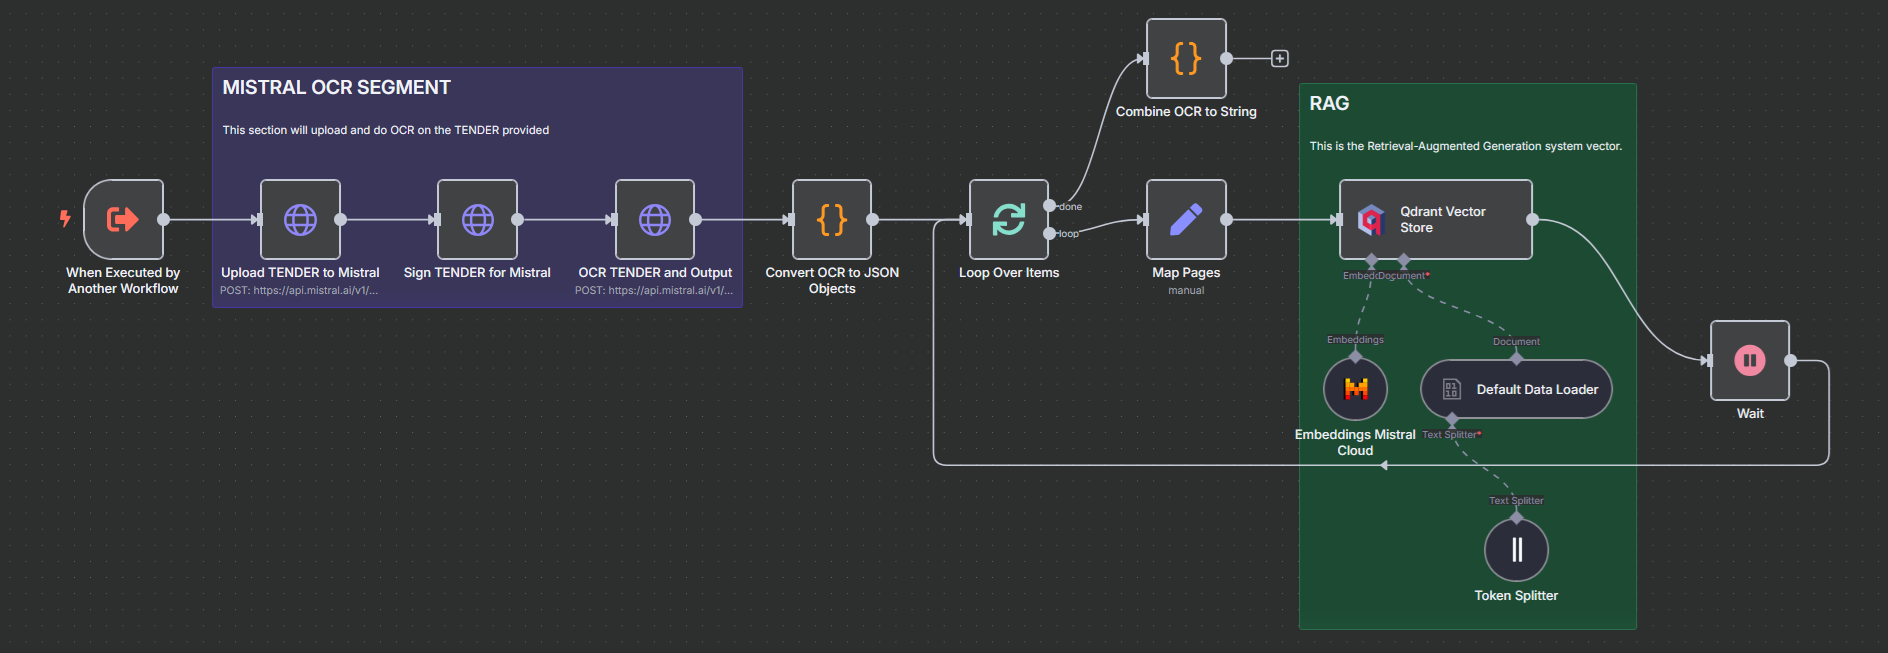 MISTRAL OCR SEGMENT
This section will upload and do OCR on the TENDER provided
When Executed by
Another Workflow
Upload TENDER to Mistral
POST: https://api.mistral.ai/v1/...
Sign TENDER for Mistral
OCR TENDER and Output
POST: https://api.mistral.ai/v1/...
Convert OCR to JSON
Objects
Loop Over Items
done
loop
Combine OCR to String
Map Pages
manual
RAG
This is the Retrieval-Augmented Generation system vector.
Qdrant Vector
Store
Document*
Embeddings
Document
Embeddings Mistral
Cloud
Default Data Loader
Text Splitter*
Text Splitter
Token Splitter
Wait